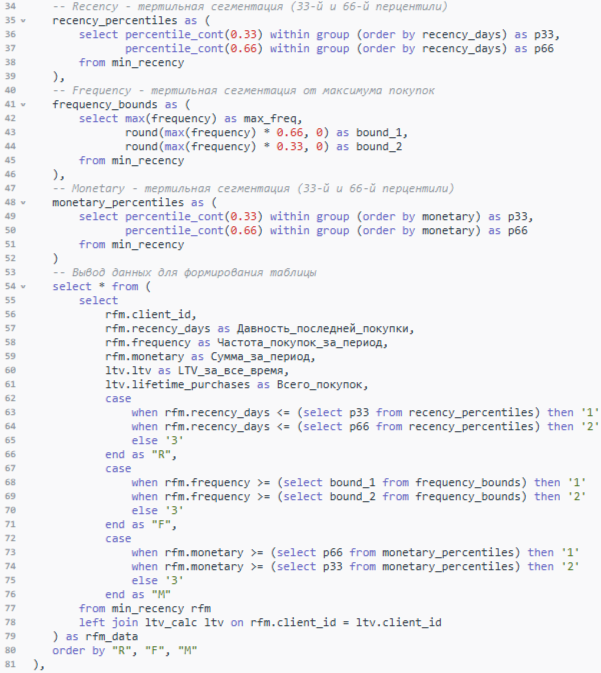 34 -- Recency - тертильная сегментация (33-й и 66-й перцентили)
35 recency_percentiles as (
36 select percentile_cont(0.33) within group (order by recency_days) as p33,
37 percentile_cont(0.66) within group (order by recency_days) as p66
38 from min_recency
39 ),
40 -- Frequency - тертильная сегментация от максимума покупок
41 frequency_bounds as (
42 select max(frequency) as max_freq,
43 round(max(frequency) * 0.66, 0) as bound_1,
44 round(max(frequency) * 0.33, 0) as bound_2
45 from min_recency
46 ),
47 -- Monetary - тертильная сегментация (33-й и 66-й перцентили)
48 monetary_percentiles as (
49 select percentile_cont(0.33) within group (order by monetary) as p33,
50 percentile_cont(0.66) within group (order by monetary) as p66
51 from min_recency
52 )
53 -- Вывод данных для формирования таблицы
54 select * from (
55 select
56 rfm.client_id,
57 rfm.recency_days as Давность_последней_покупки,
58 rfm.frequency as Частота_покупок_за_период,
59 rfm.monetary as Сумма_за_период,
60 ltv.ltv as LTV_за_все_время,
61 ltv.lifetime_purchases as Всего_покупок,
62 case
63 when rfm.recency_days <= (select p33 from recency_percentiles) then '1'
64 when rfm.recency_days <= (select p66 from recency_percentiles) then '2'
65 else '3'
66 end as "R",
67 case
68 when rfm.frequency >= (select bound_1 from frequency_bounds) then '1'
69 when rfm.frequency >= (select bound_2 from frequency_bounds) then '2'
70 else '3'
71 end as "F",
72 case
73 when rfm.monetary >= (select p66 from monetary_percentiles) then '1'
74 when rfm.monetary >= (select p33 from monetary_percentiles) then '2'
75 else '3'
76 end as "M"
77 from min_recency rfm
78 left join ltv_calc ltv on rfm.client_id = ltv.client_id
79 ) as rfm_data
80 order by "R", "F", "M"
81 ),